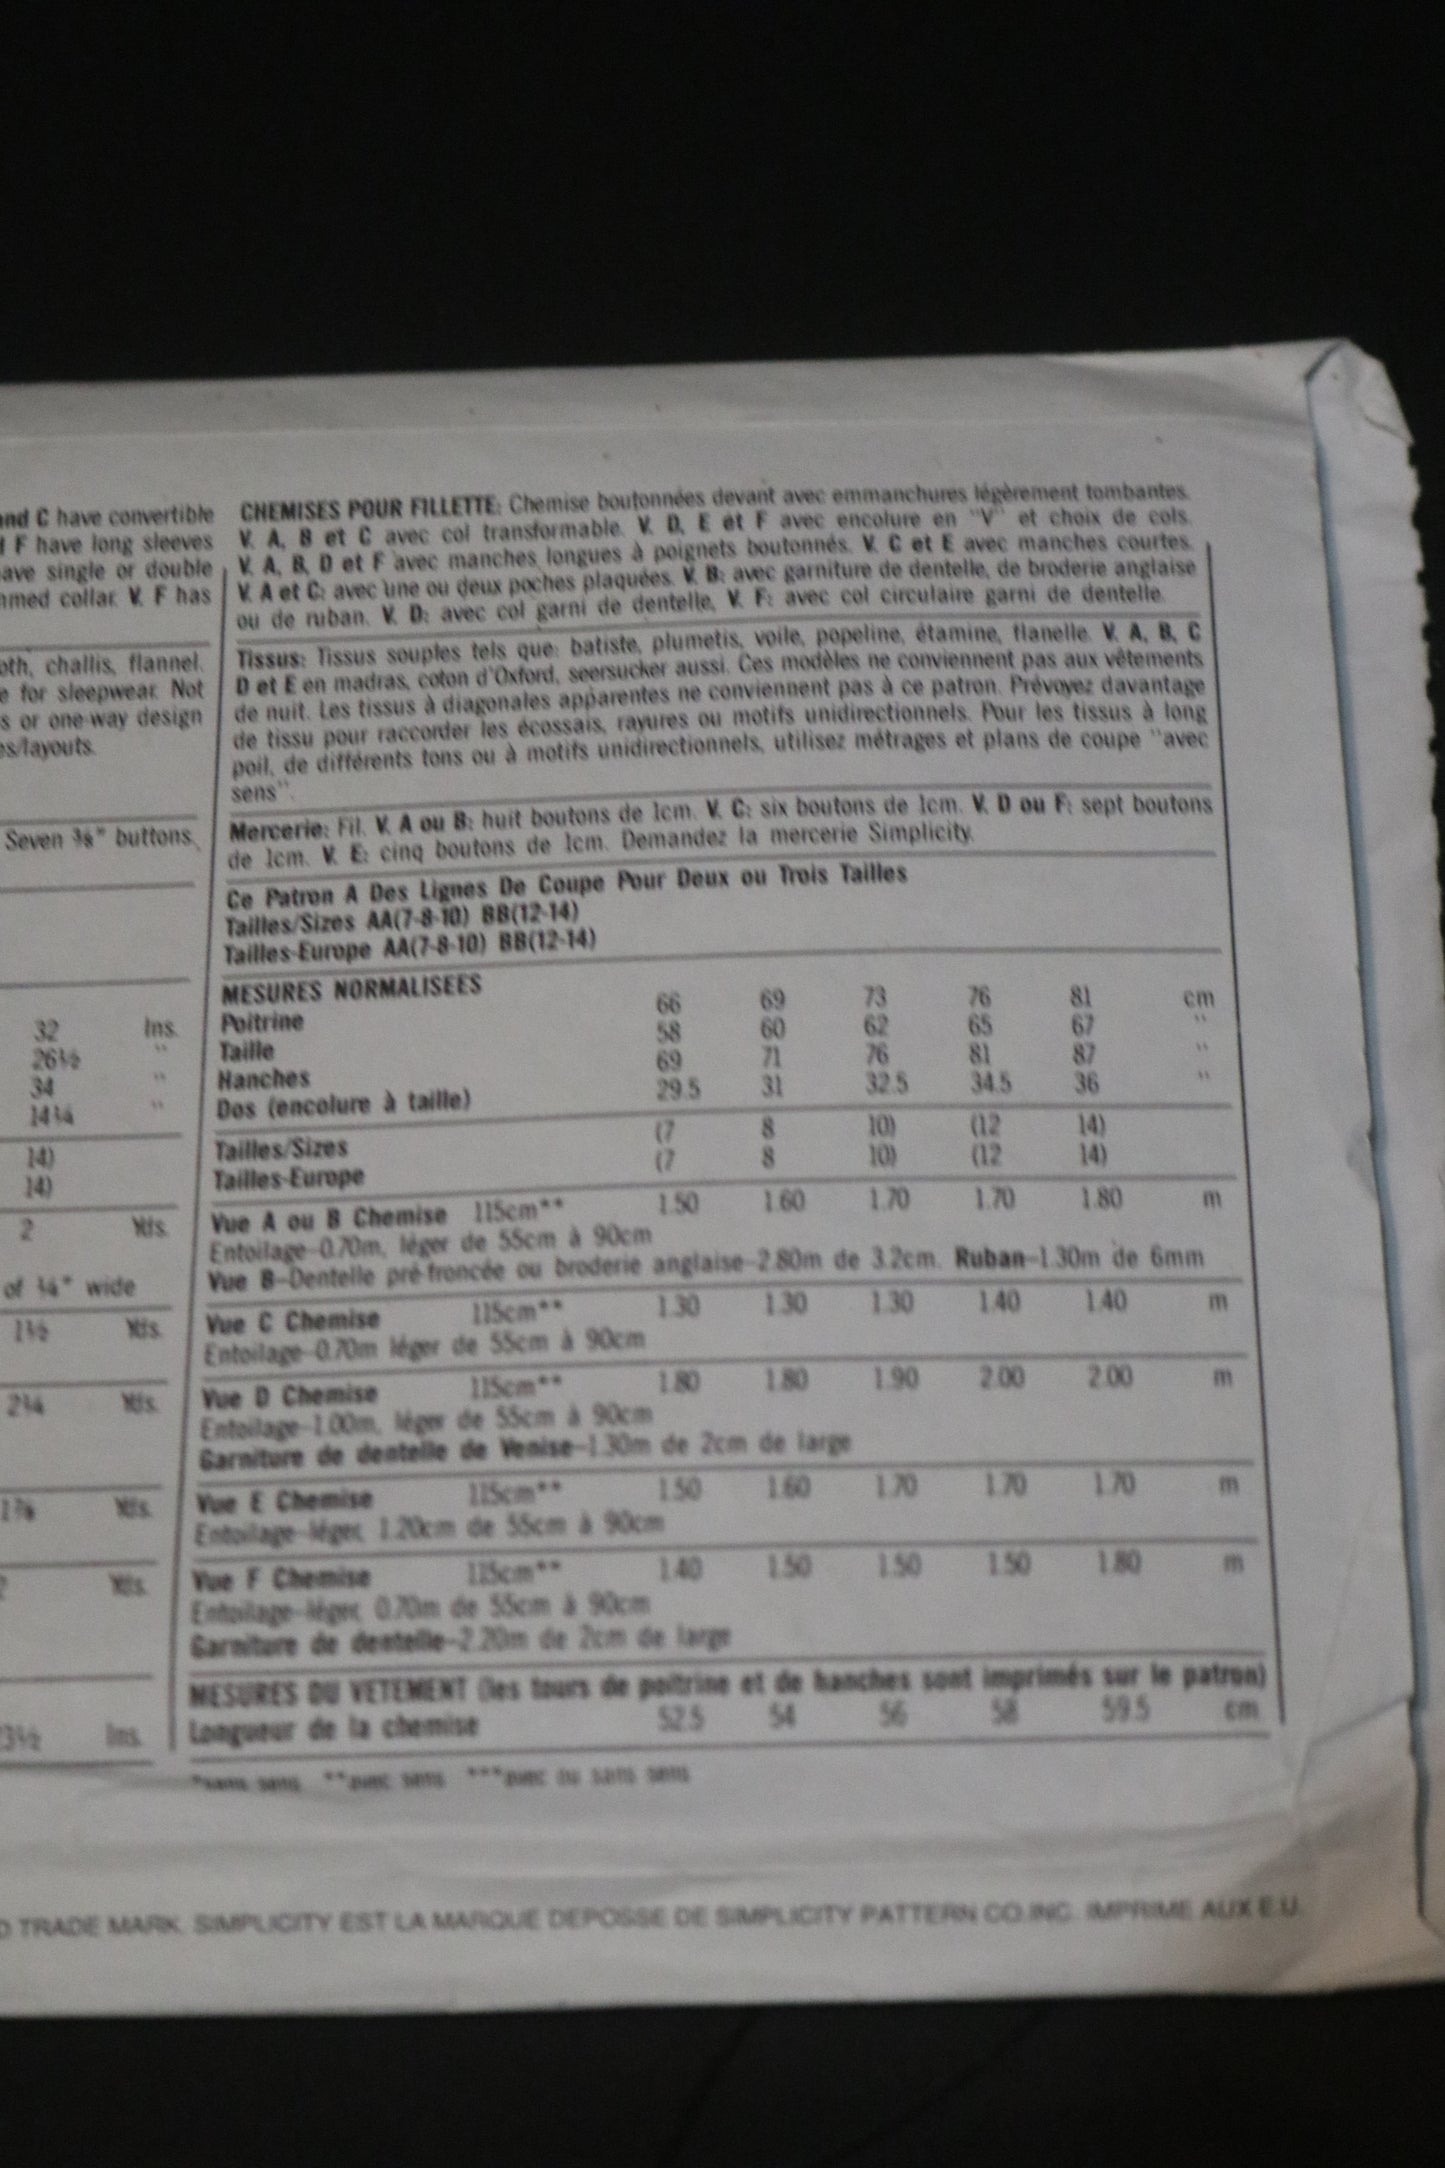 and C have convertible
F have long sleeves
ave single or double
mmed collar. V. F has
oth, challis, flannel.
e for sleepwear. Not
s or one-way design
es/layouts.
Seven ⅜" buttons,
32 Ins.
26½ "
34 "
14¼ "
14)
14)
2 Yds.
of ¼" wide
1½ Yds.
2¼ Yds.
1⅞ Yds.
Yds.
23½ Ins.
CHEMISES POUR FILLETTE: Chemise boutonnées devant avec emmanchures légèrement tombantes.
V. A, B et C avec col transformable. V. D, E et F avec encolure en "V" et choix de cols.
V. A, B, D et F avec manches longues à poignets boutonnés. V. C et E avec manches courtes.
V. A et C: avec une ou deux poches plaquées. V. B: avec garniture de dentelle, de broderie anglaise
ou de ruban. V. D: avec col garni de dentelle, V. F: avec col circulaire garni de dentelle.
Tissus: Tissus souples tels que: batiste, plumetis, voile, popeline, étamine, flanelle. V. A, B, C
D et E en madras, coton d'Oxford, seersucker aussi. Ces modèles ne conviennent pas aux vêtements
de nuit. Les tissus à diagonales apparentes ne conviennent pas à ce patron. Prévoyez davantage
de tissu pour raccorder les écossais, rayures ou motifs unidirectionnels. Pour les tissus à long
poil, de différents tons ou à motifs unidirectionnels, utilisez métrages et plans de coupe "avec
sens".
Mercerie: Fil. V. A ou B: huit boutons de 1cm. V. C: six boutons de 1cm. V. D ou F: sept boutons
de 1cm. V. E: cinq boutons de 1cm. Demandez la mercerie Simplicity.
Ce Patron A Des Lignes De Coupe Pour Deux ou Trois Tailles
Tailles/Sizes AA(7-8-10) BB(12-14)
Tailles-Europe AA(7-8-10) BB(12-14)
MESURES NORMALISEES
Poitrine 66 69 73 76 81 cm
Taille 58 60 62 65 67 "
Hanches 69 71 76 81 87 "
Dos (encolure à taille) 29.5 31 32.5 34.5 36 "
Tailles/Sizes (7 8 10) (12 14)
Tailles-Europe (7 8 10) (12 14)
Vue A ou B Chemise 115cm** 1.50 1.60 1.70 1.70 1.80 m
Entoilage–0.70m, léger de 55cm à 90cm
Vue B–Dentelle pré-froncée ou broderie anglaise–2.80m de 3.2cm. Ruban–1.30m de 6mm
Vue C Chemise 115cm** 1.30 1.30 1.30 1.40 1.40 m
Entoilage–0.70m léger de 55cm à 90cm
Vue D Chemise 115cm** 1.80 1.80 1.90 2.00 2.00 m
Entoilage–1.00m, léger de 55cm à 90cm
Garniture de dentelle de Venise–1.30m de 2cm de large
Vue E Chemise 115cm** 1.50 1.60 1.70 1.70 1.70 m
Entoilage–léger, 1.20cm de 55cm à 90cm
Vue F Chemise 115cm** 1.40 1.50 1.50 1.50 1.80 m
Entoilage–léger, 0.70m de 55cm à 90cm
Garniture de dentelle–2.20m de 2cm de large
MESURES DU VETEMENT (les tours de poitrine et de hanches sont imprimés sur le patron)
Longueur de la chemise 52.5 54 56 58 59.5 cm
*sans sens **avec sens ***avec ou sans sens
D TRADE MARK. SIMPLICITY EST LA MARQUE DEPOSSE DE SIMPLICITY PATTERN CO.INC. IMPRIME AUX E.U.